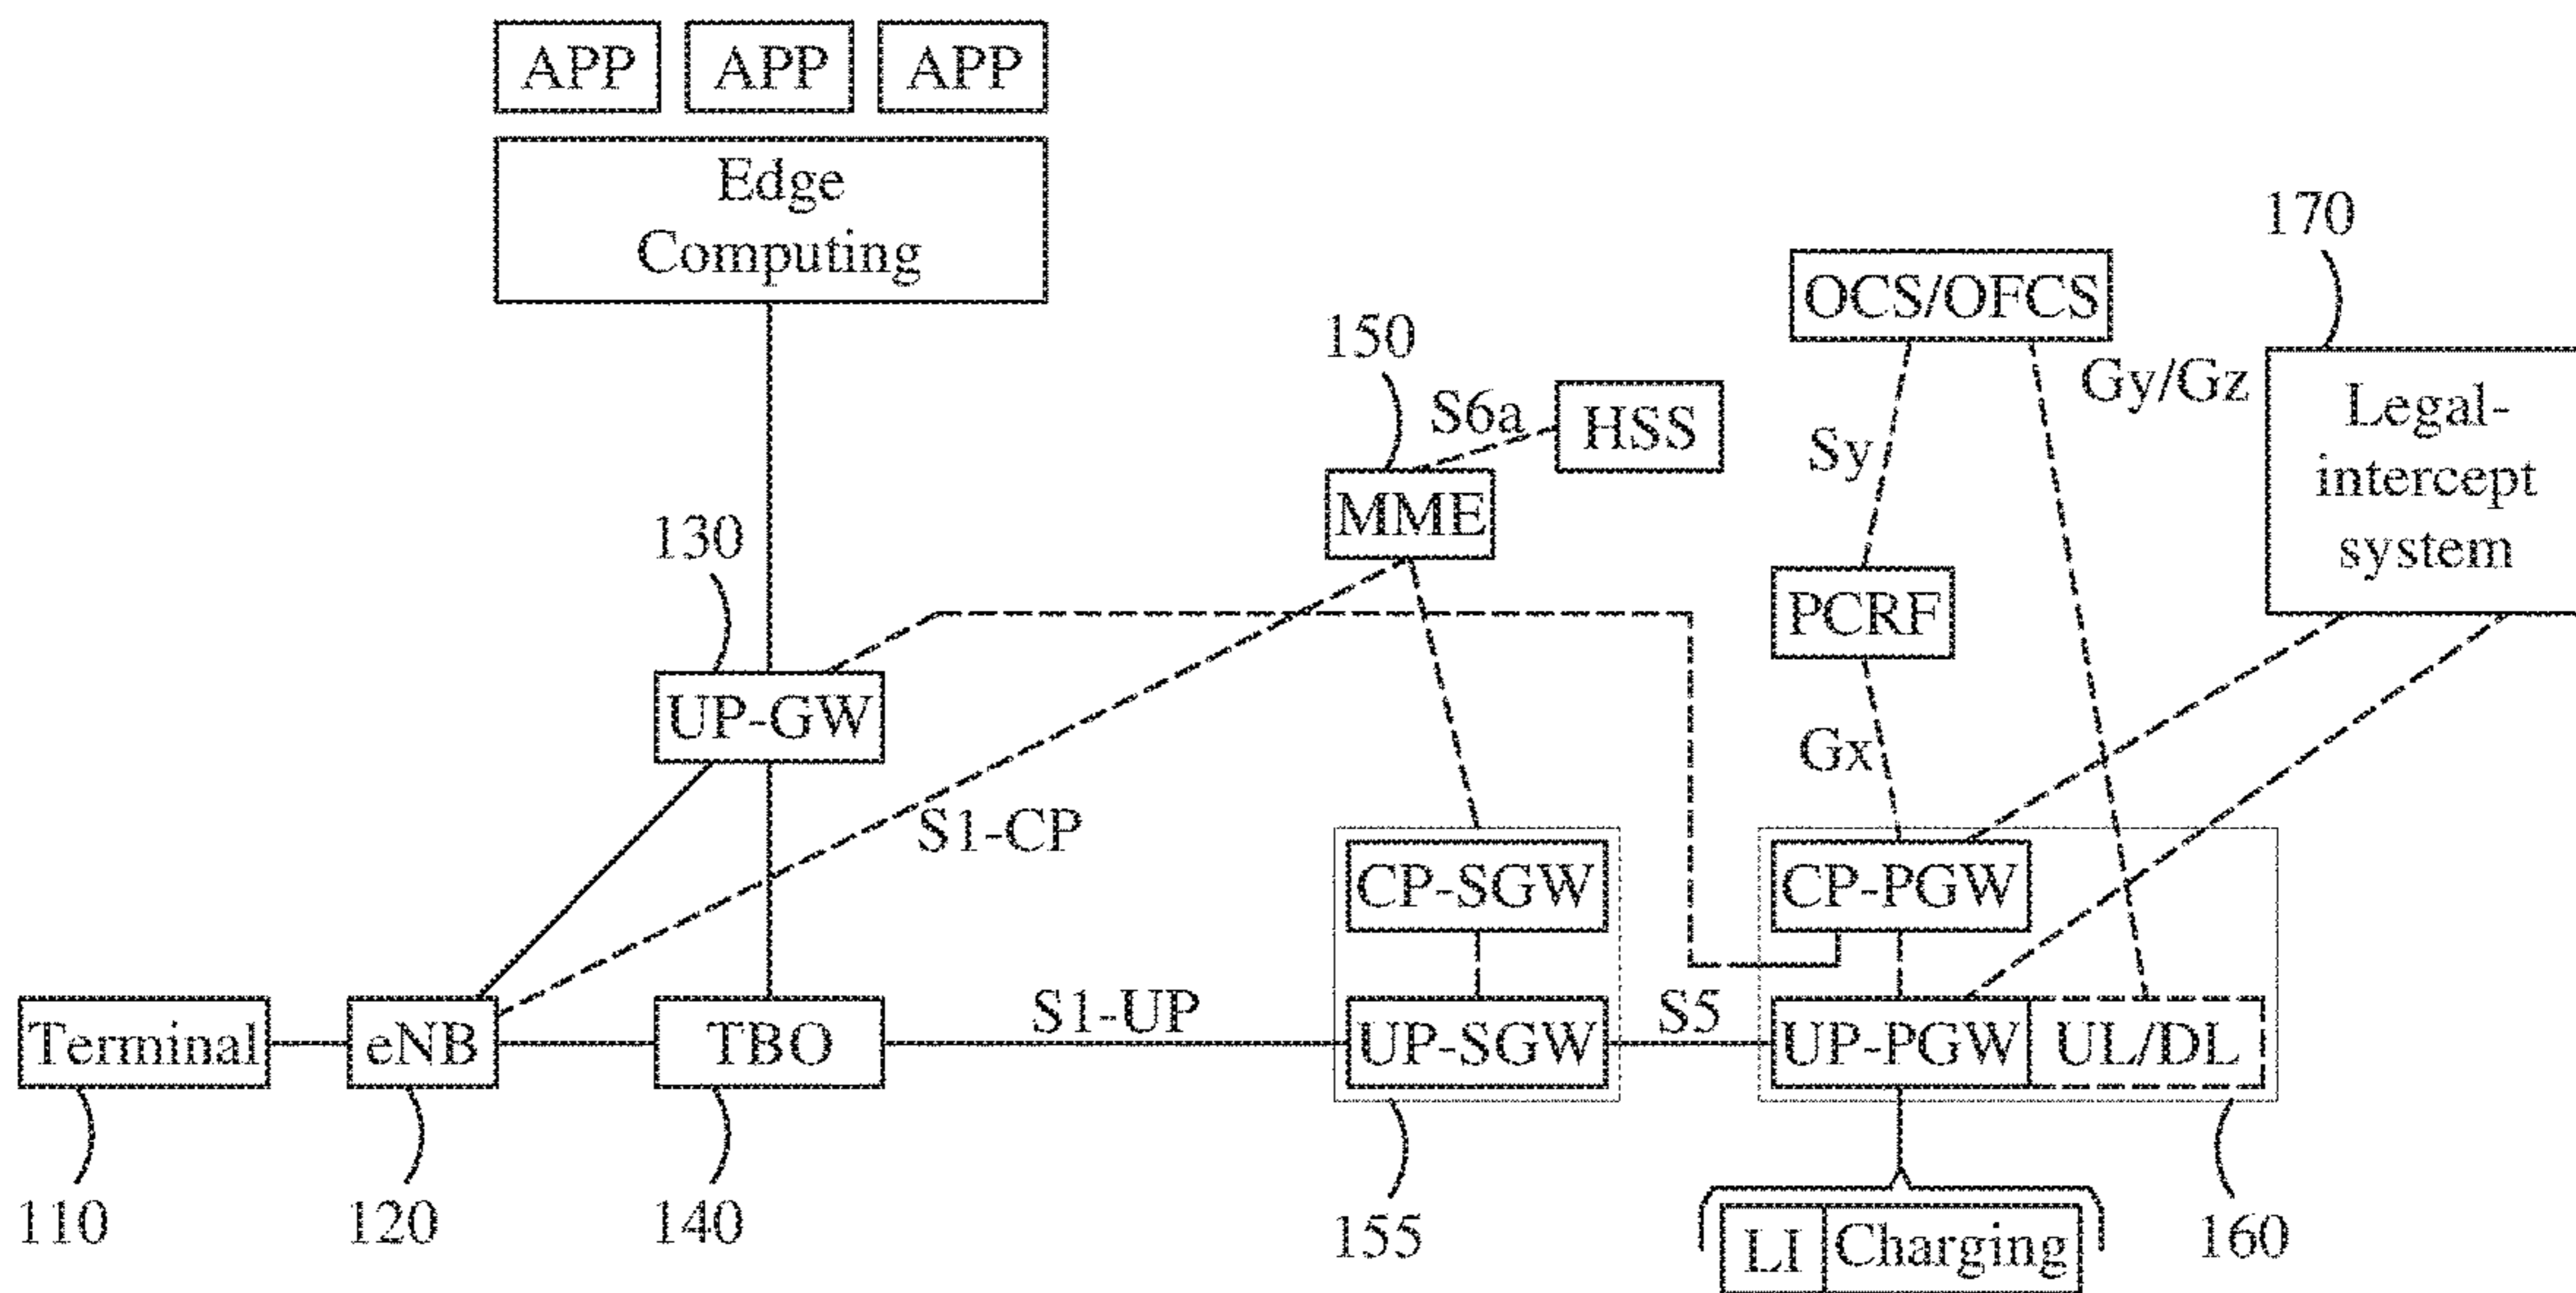 APP APP APP
Edge
Computing
170
OCS/OFCS
150
Gy/Gz
S6a
HSS
Legal-
intercept
system
Sy
MME
130
PCRF
UP-GW
Gx
S1-CP
CP-SGW
CP-PGW
Terminal
eNB
TBO
S1-UP
UP-SGW
S5
UP-PGW
UL/DL
110
120
140
155
LI
Charging
160